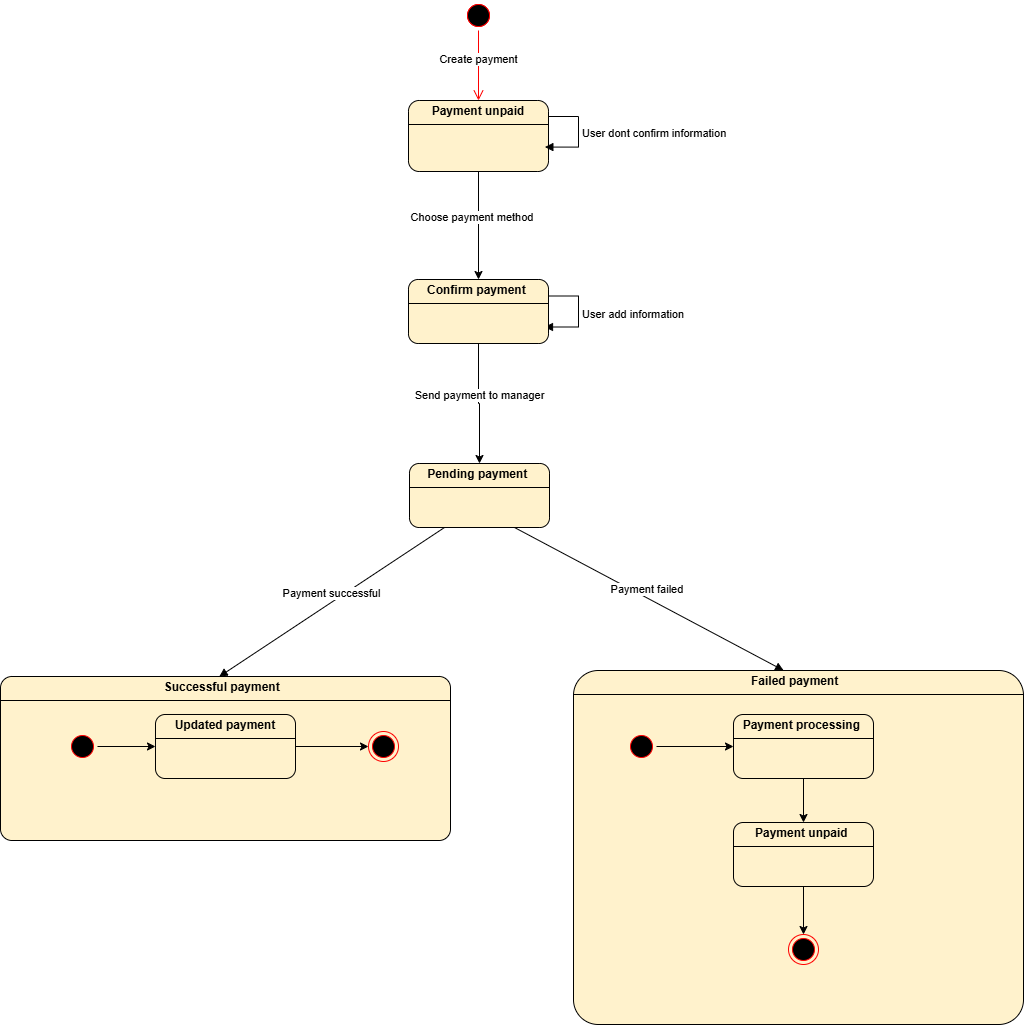 Create payment
Payment unpaid
User dont confirm information
Choose payment method
Confirm payment
User add information
Send payment to manager
Pending payment
Payment successful
Payment failed
Successful payment
Updated payment
Failed payment
Payment processing
Payment unpaid